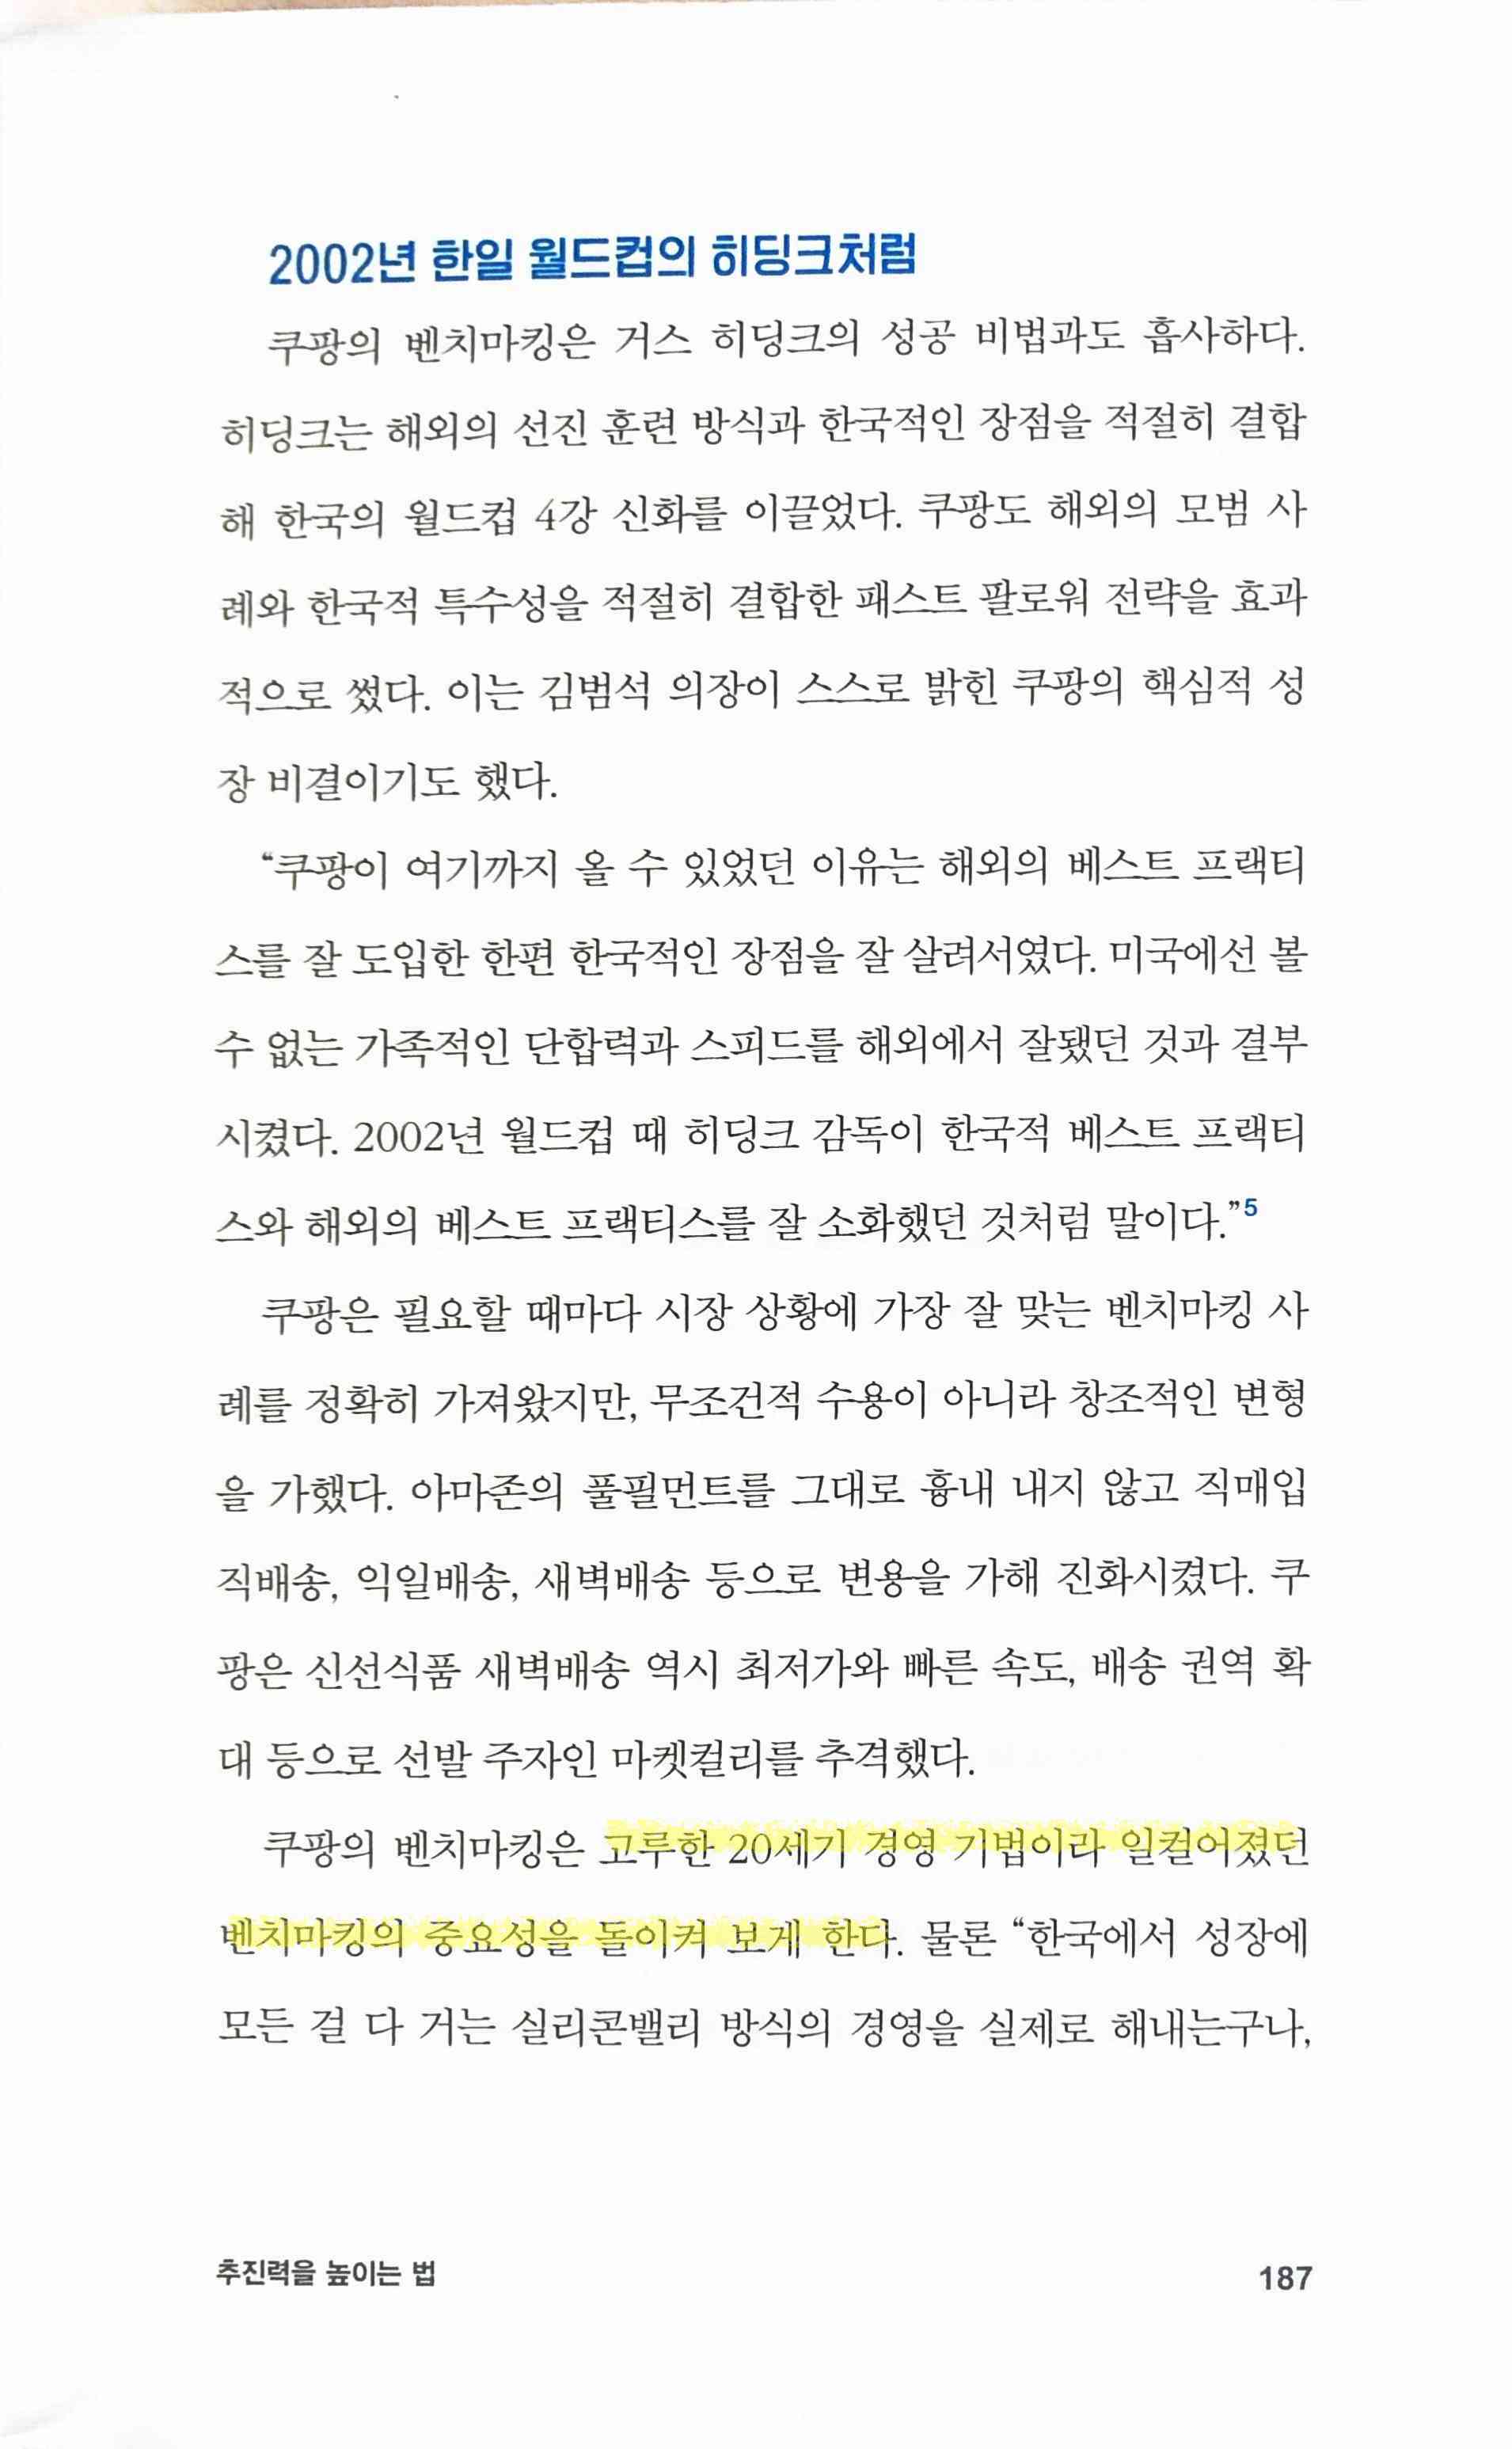 2002년 한일 월드컵의 히딩크처럼
쿠팡의 벤치마킹은 거스 히딩크의 성공 비법과도 흡사하다.
히딩크는 해외의 선진 훈련 방식과 한국적인 장점을 적절히 결합
해 한국의 월드컵 4강 신화를 이끌었다. 쿠팡도 해외의 모범 사
례와 한국적 특수성을 적절히 결합한 패스트 팔로워 전략을 효과
적으로 썼다. 이는 김범석 의장이 스스로 밝힌 쿠팡의 핵심적 성
장 비결이기도 했다.
“쿠팡이 여기까지 올 수 있었던 이유는 해외의 베스트 프랙티
스를 잘 도입한 한편 한국적인 장점을 잘 살려서였다. 미국에선 볼
수 없는 가족적인 단합력과 스피드를 해외에서 잘됐던 것과 결부
시켰다. 2002년 월드컵 때 히딩크 감독이 한국적 베스트 프랙티
스와 해외의 베스트 프랙티스를 잘 소화했던 것처럼 말이다.”5
쿠팡은 필요할 때마다 시장 상황에 가장 잘 맞는 벤치마킹 사
례를 정확히 가져왔지만, 무조건적 수용이 아니라 창조적인 변형
을 가했다. 아마존의 풀필먼트를 그대로 흉내 내지 않고 직매입
직배송, 익일배송, 새벽배송 등으로 변용을 가해 진화시켰다. 쿠
팡은 신선식품 새벽배송 역시 최저가와 빠른 속도, 배송 권역 확
대 등으로 선발 주자인 마켓컬리를 추격했다.
쿠팡의 벤치마킹은 고루한 20세기 경영 기법이라 일컬어졌던
벤치마킹의 중요성을 돌이켜 보게 한다. 물론 “한국에서 성장에
모든 걸 다 거는 실리콘밸리 방식의 경영을 실제로 해내는구나,
추진력을 높이는 법
187